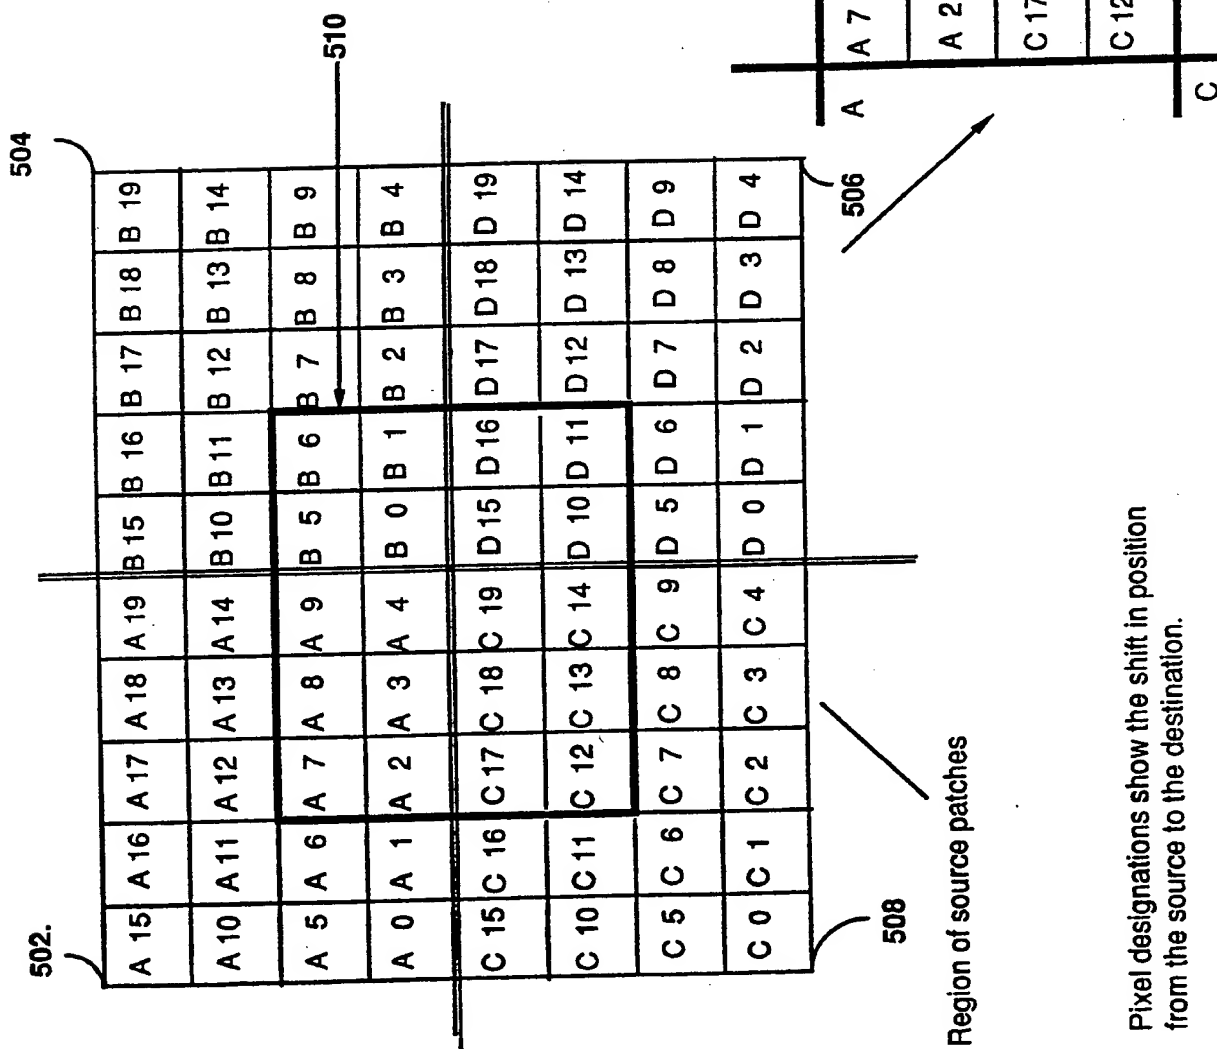 502. 504
A 15 A 16 A 17 A 18 A 19 B 15 B 16 B 17 B 18 B 19
A 10 A 11 A 12 A 13 A 14 B 10 B 11 B 12 B 13 B 14
A 5 A 6 A 7 A 8 A 9 B 5 B 6 B 7 B 8 B 9
510
A 0 A 1 A 2 A 3 A 4 B 0 B 1 B 2 B 3 B 4
C 15 C 16 C 17 C 18 C 19 D 15 D 16 D 17 D 18 D 19
C 10 C 11 C 12 C 13 C 14 D 10 D 11 D 12 D 13 D 14
C 5 C 6 C 7 C 8 C 9 D 5 D 6 D 7 D 8 D 9
C 0 C 1 C 2 C 3 C 4 D 0 D 1 D 2 D 3 D 4
508 506
Region of source patches
A A 7
A 2
C 17
C 12
C
Pixel designations show the shift in position
from the source to the destination.